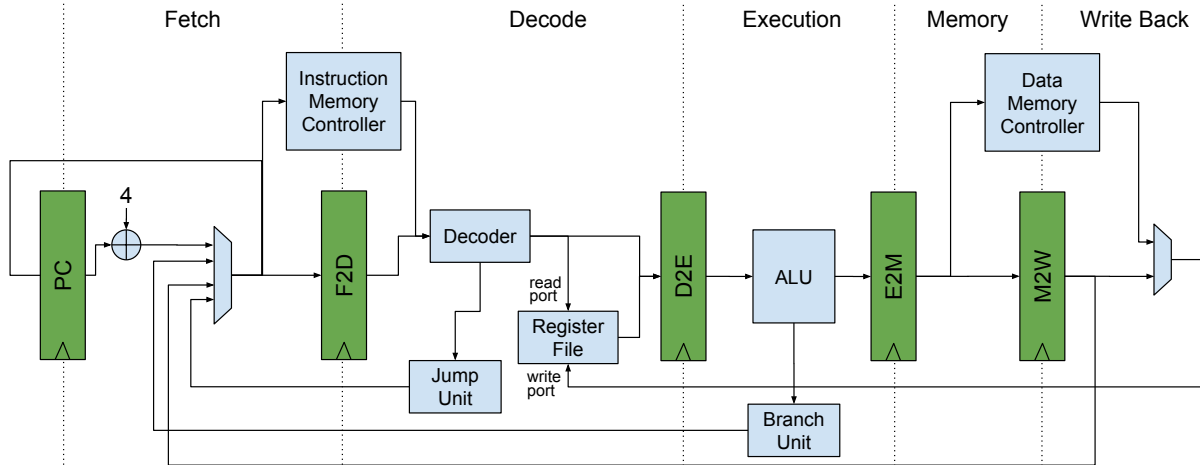 Fetch
Decode
Execution
Memory
Write Back
Instruction
Memory
Controller
Data
Memory
Controller
4
PC
F2D
Decoder
D2E
ALU
E2M
M2W
read
port
Register
File
write
port
Jump
Unit
Branch
Unit